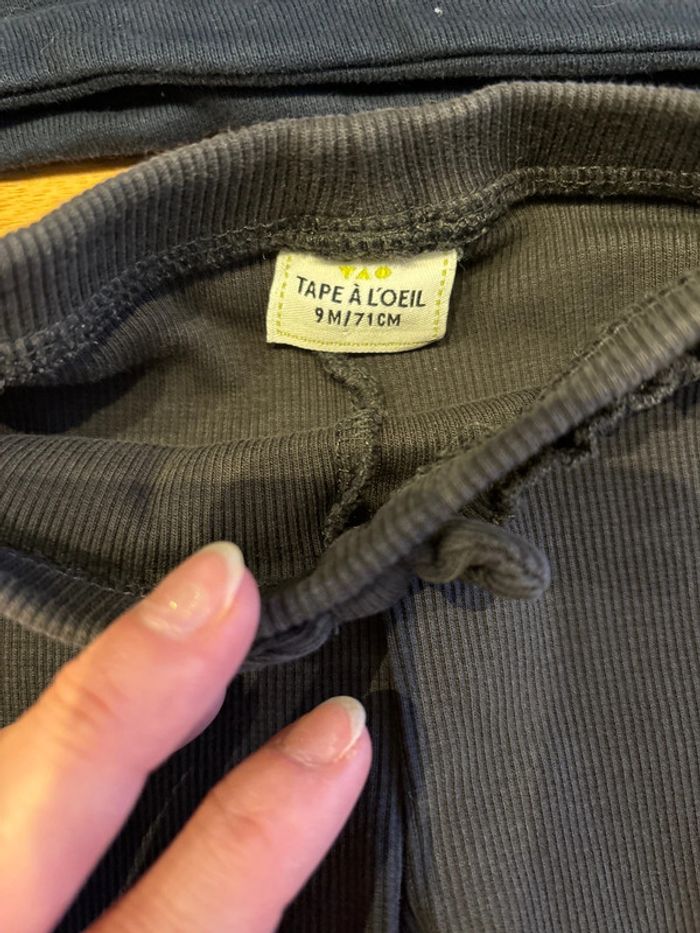 TAO
TAPE À L'OEIL
9M/71CM